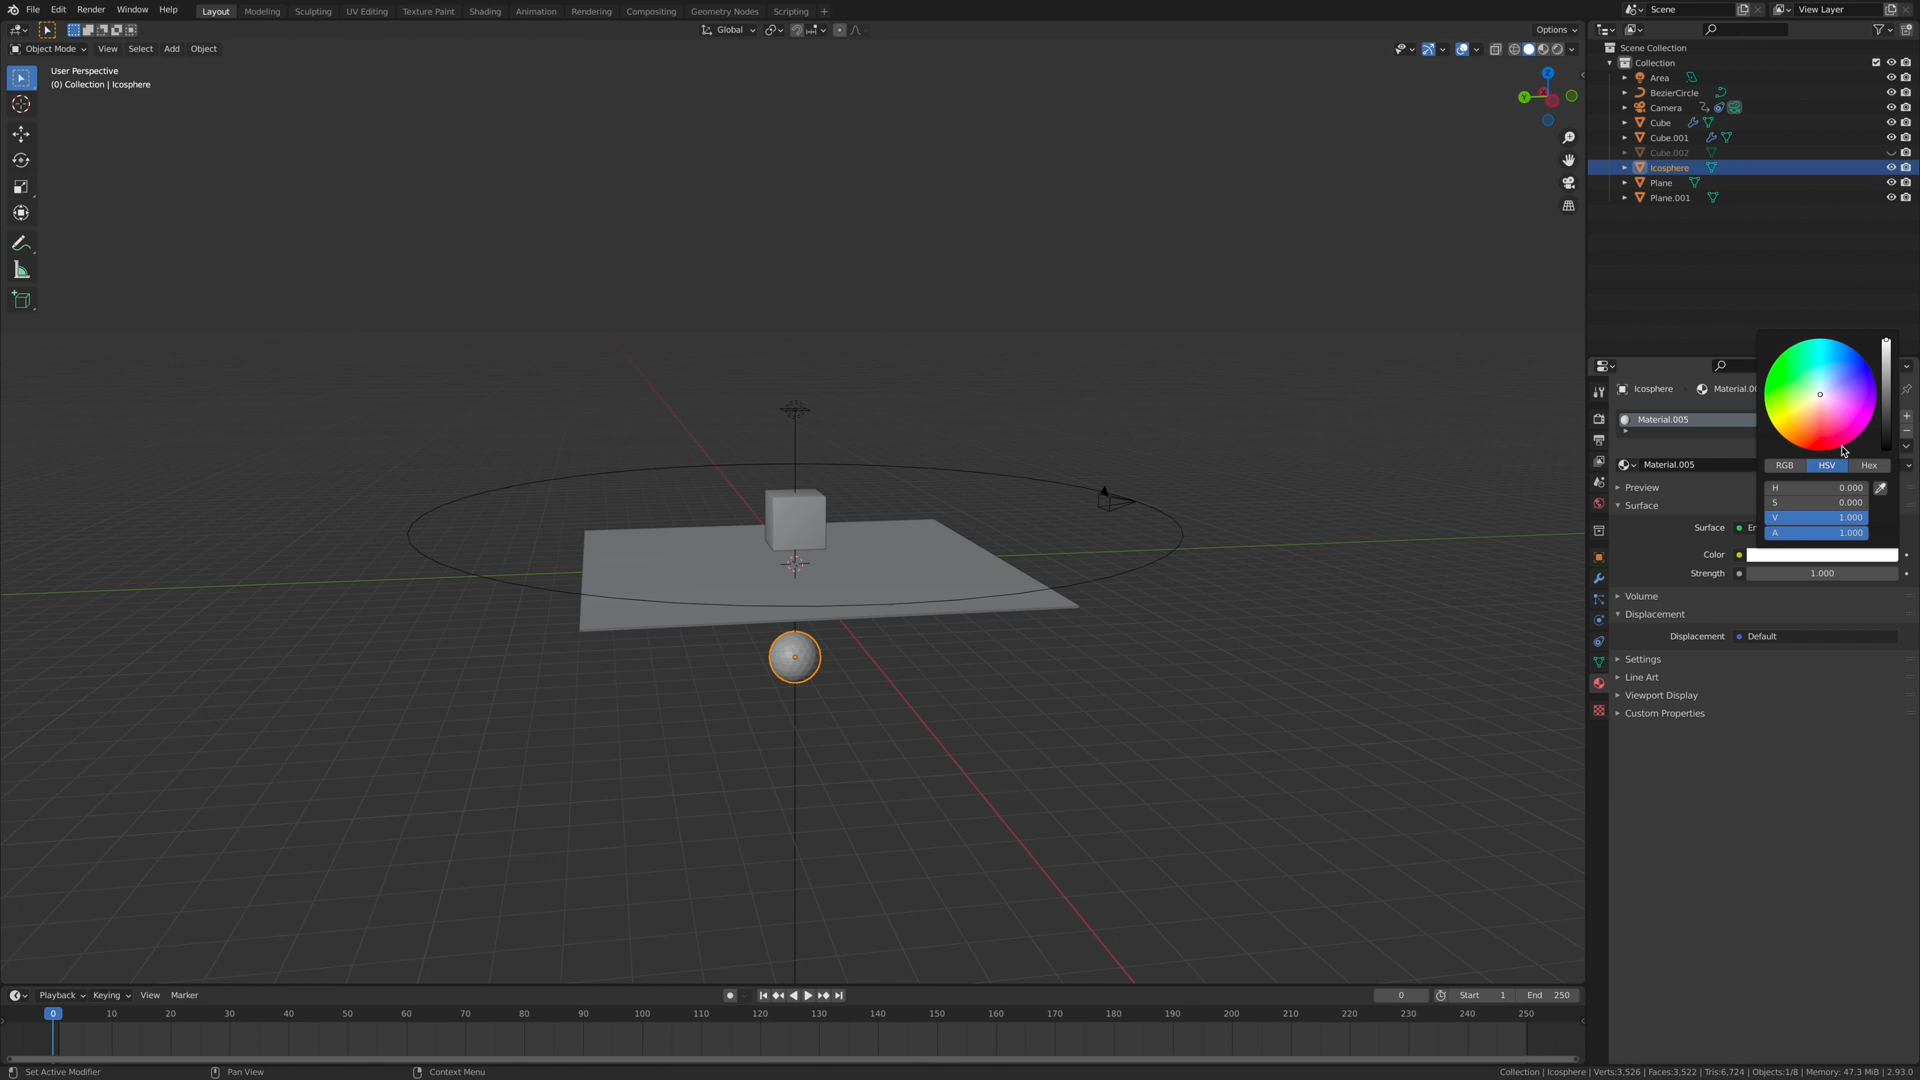 File Edit Render Window Help Layout Modeling Sculpting UV Editing Texture Paint Shading Animation Rendering Compositing Geometry Nodes Scripting + Scene View Layer
Global Options
Object Mode View Select Add Object
User Perspective
(0) Collection | Icosphere
Z
Y
Scene Collection
Collection
Area
BezierCircle
Camera
Cube
Cube.001
Cube.002
Icosphere
Plane
Plane.001
Icosphere Material.00
Material.005
RGB HSV Hex
Material.005
H 0.000
S 0.000
V 1.000
A 1.000
Preview
Surface
Surface En
Color
Strength 1.000
Volume
Displacement
Displacement Default
Settings
Line Art
Viewport Display
Custom Properties
Playback Keying View Marker 0 Start 1 End 250
0 10 20 30 40 50 60 70 80 90 100 110 120 130 140 150 160 170 180 190 200 210 220 230 240 250
Set Active Modifier Pan View Context Menu Collection | Icosphere | Verts:3,526 | Faces:3,522 | Tris:6,724 | Objects:1/8 | Memory: 47.3 MiB | 2.93.0